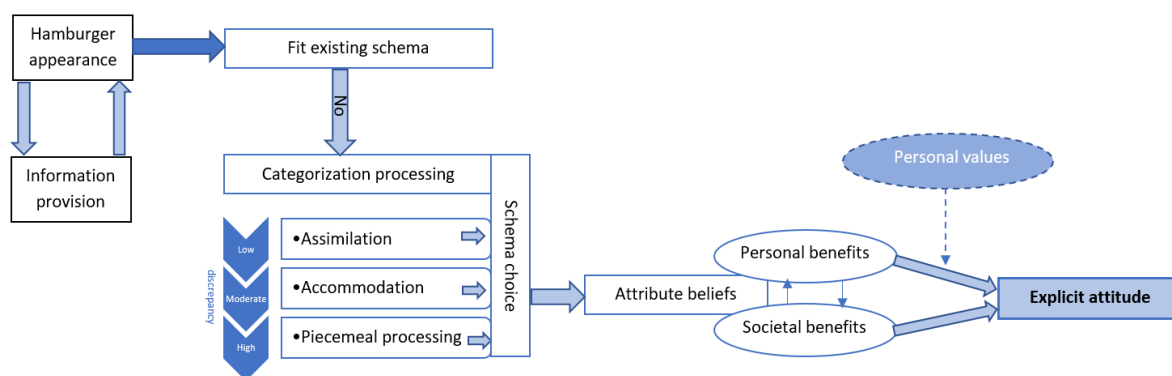 Hamburger
appearance
Fit existing schema
No
Information
provision
Categorization processing
Schema choice
Personal values
discrepancy
Low
•Assimilation
Moderate
•Accommodation
High
•Piecemeal processing
Attribute beliefs
Personal benefits
Societal benefits
Explicit attitude